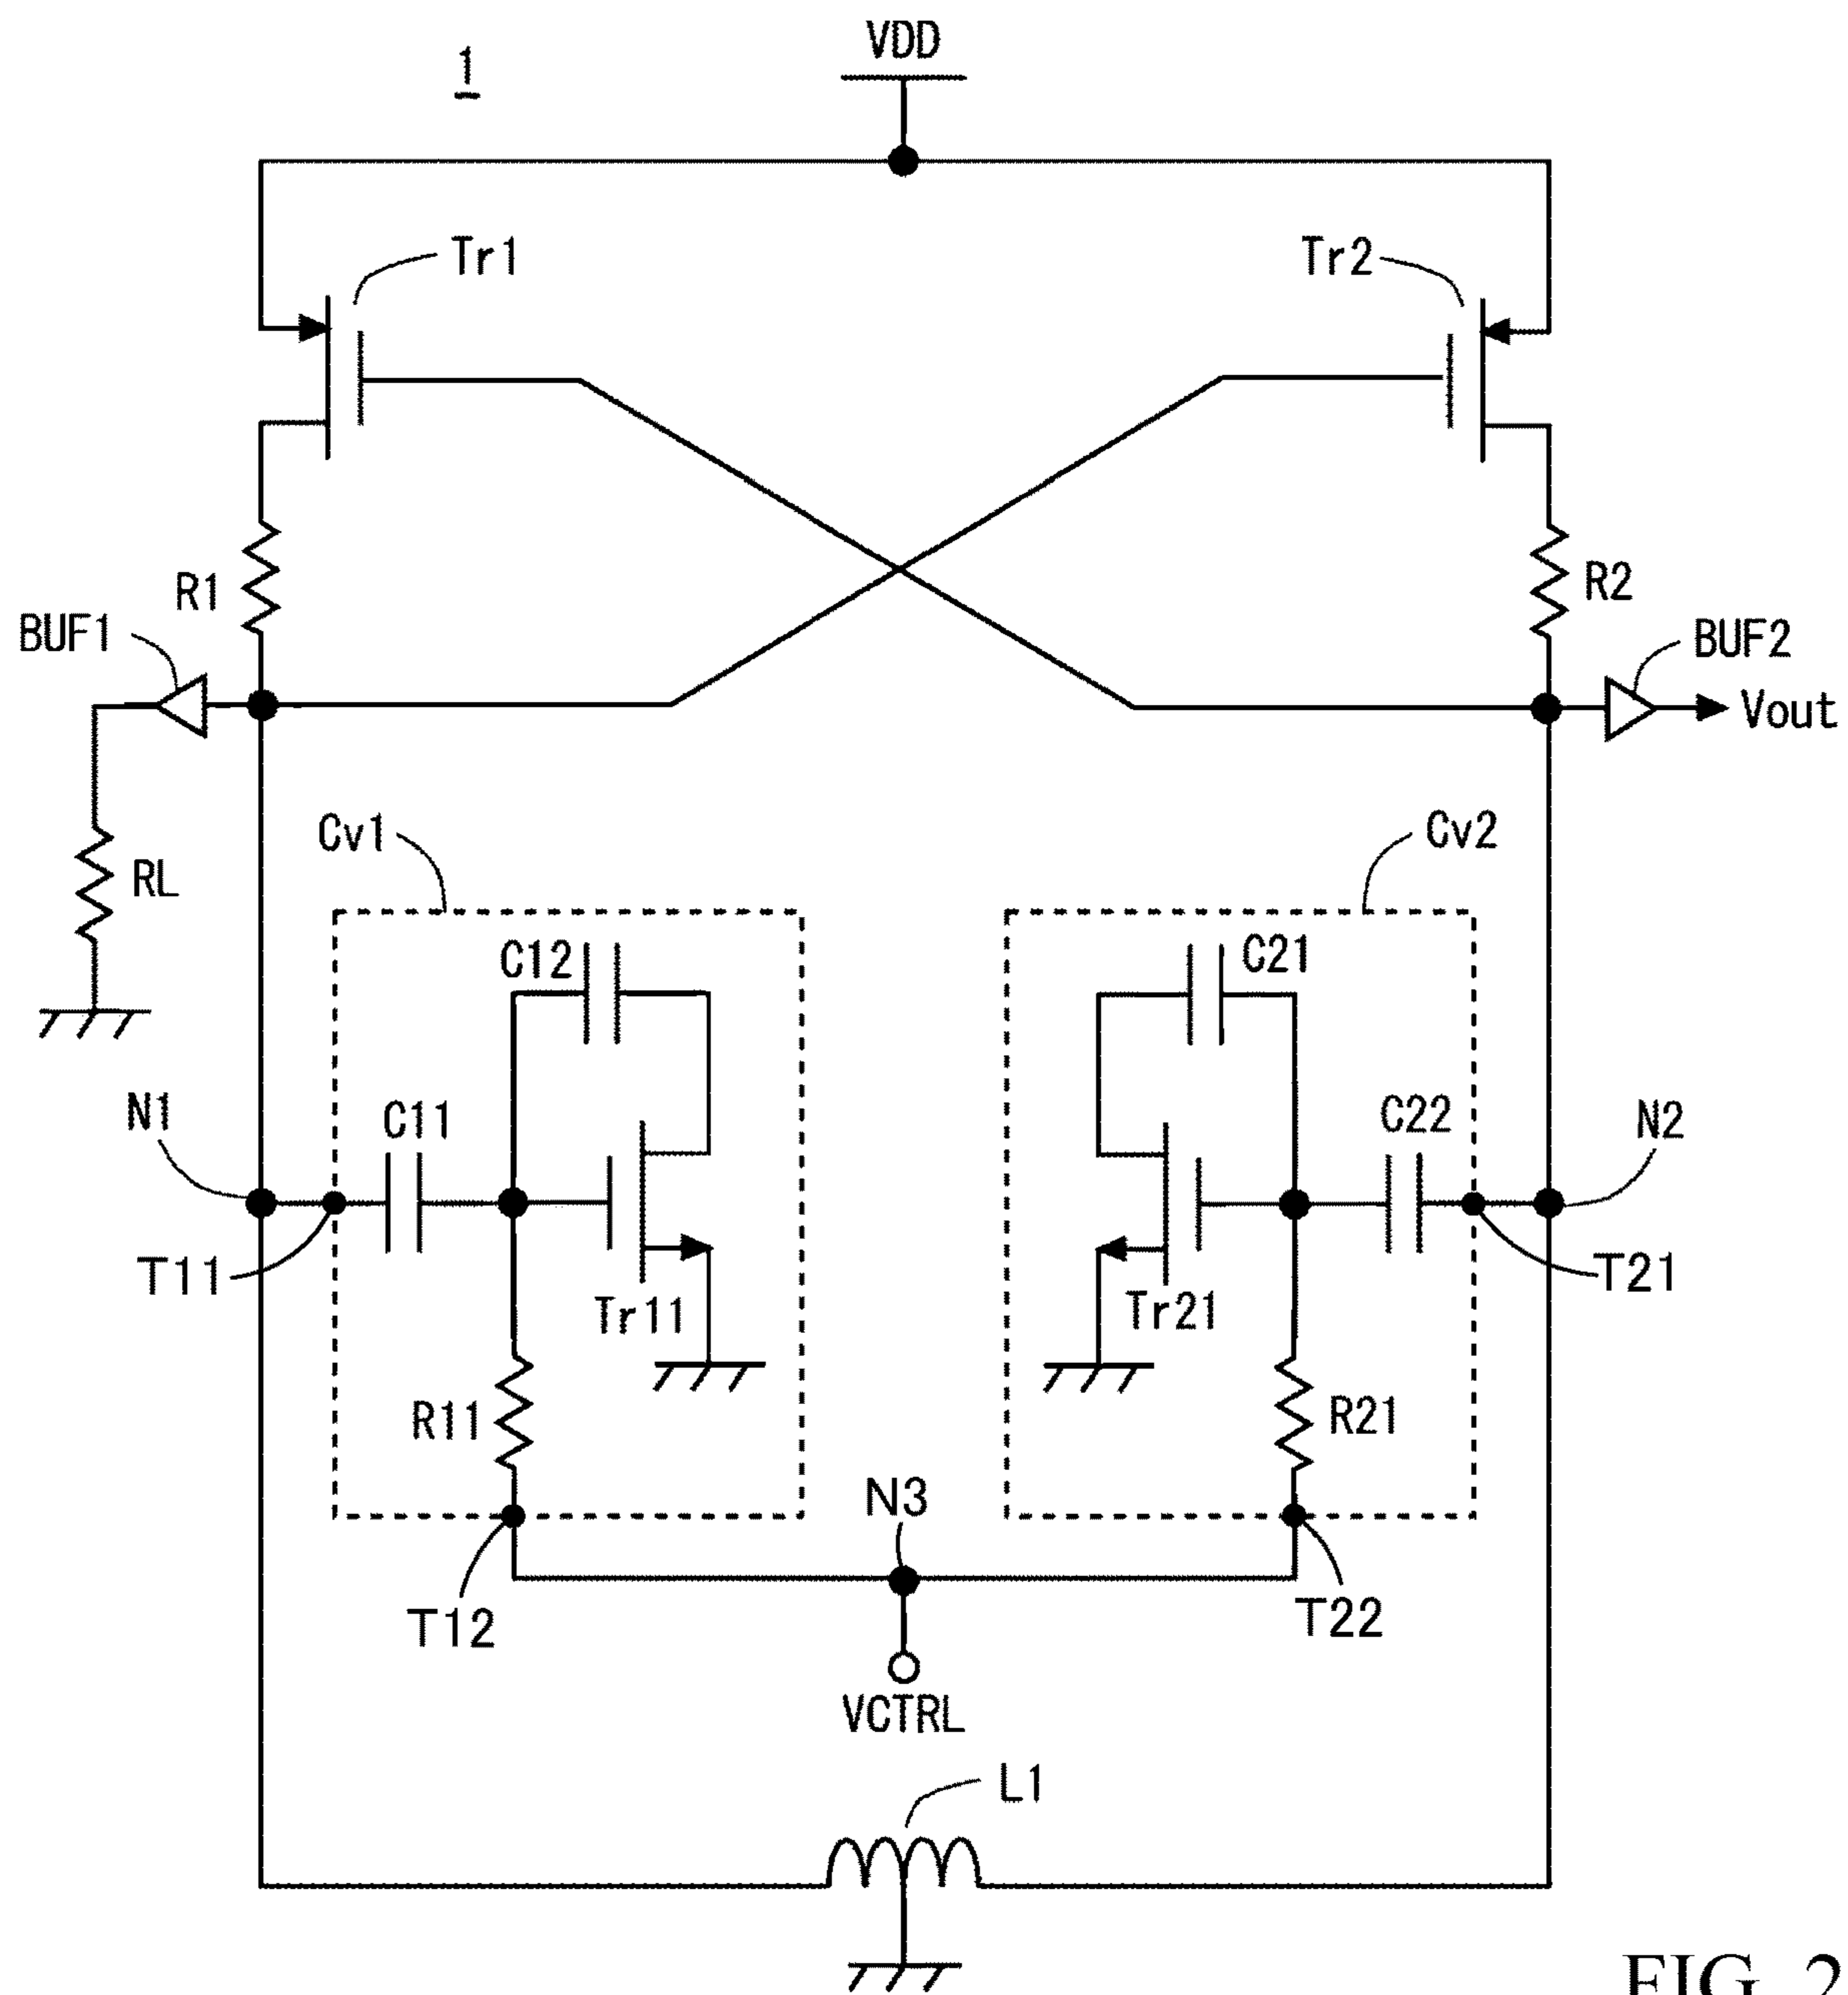 VDD
1
Tr1
Tr2
R1
R2
BUF1
BUF2
Vout
Cv1
Cv2
RL
C12
C21
N1
C11
C22
N2
T11
T21
Tr11
Tr21
R11
R21
N3
T12
T22
VCTRL
L1
FIG. 2